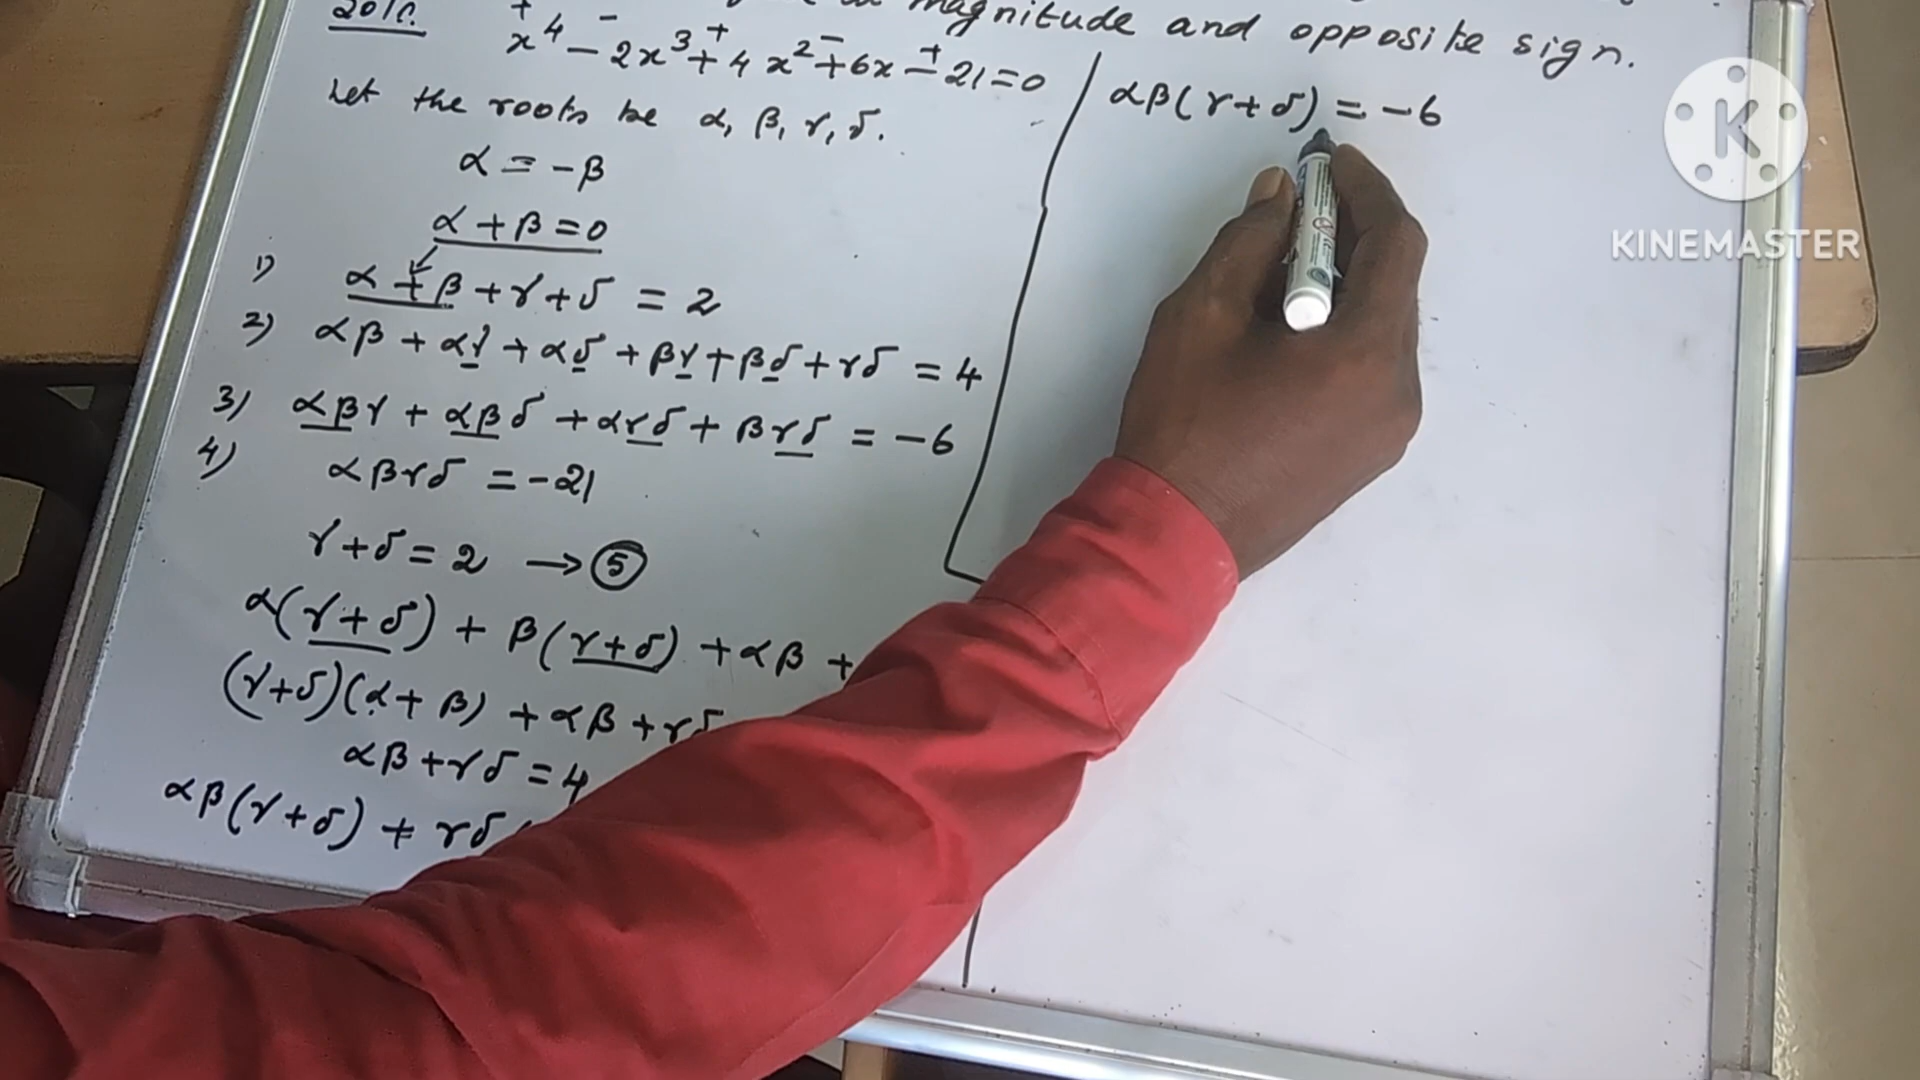 magnitude and opposite sign.
Soln.
+ - + - +
x⁴ - 2x³ + 4x² + 6x - 21 = 0
Let the roots be α, β, γ, δ.
α = -β
α + β = 0
1) α + β + γ + δ = 2
2) αβ + αγ + αδ + βγ + βδ + γδ = 4
3) αβγ + αβδ + αγδ + βγδ = -6
4) αβγδ = -21
γ + δ = 2 → ⑤
α(γ + δ) + β(γ + δ) + αβ +
(γ + δ)(α + β) + αβ + γδ
αβ + γδ = 4
αβ(γ + δ) + γδ
αβ(γ + δ) = -6
K
KINEMASTER